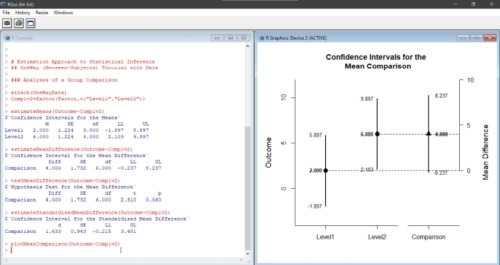 RGui (64-bit)
File History Resize Windows
R Console
>
>
> # Estimation Approach to Statistical Inference
> ## OneWay (Between-Subjects) Tutorial with Data
>
> ### Analyses of a Group Comparison
>
> attach(OneWayData)
> Comp1v2=factor(Factor,c("Level1","Level2"))
>
> estimateMeans(Outcome~Comp1v2)
$`Confidence Intervals for the Means`
M SE df LL UL
Level1 2.000 1.224 3.000 -1.897 5.897
Level2 6.000 1.224 3.000 2.103 9.897
> estimateMeanDifference(Outcome~Comp1v2)
$`Confidence Interval for the Mean Difference`
Diff SE df LL UL
Comparison 4.000 1.732 6.000 -0.237 8.237
> testMeanDifference(Outcome~Comp1v2)
$`Hypothesis Test for the Mean Difference`
Diff SE df t p
Comparison 4.000 1.732 6.000 2.310 0.060
> estimateStandardizedMeanDifference(Outcome~Comp1v2)
$`Confidence Interval for the Standardized Mean Difference`
d SE LL UL
Comparison 1.633 0.943 -0.215 3.481
> plotMeanComparison(Outcome~Comp1v2)
>
R Graphics: Device 2 (ACTIVE)
Confidence Intervals for the
Mean Comparison
Outcome
10
5
0
5.897
2.000
-1.897
9.897
6.000
2.103
8.237
4.000
-0.237
10
5
0
Mean Difference
Level1 Level2 Comparison